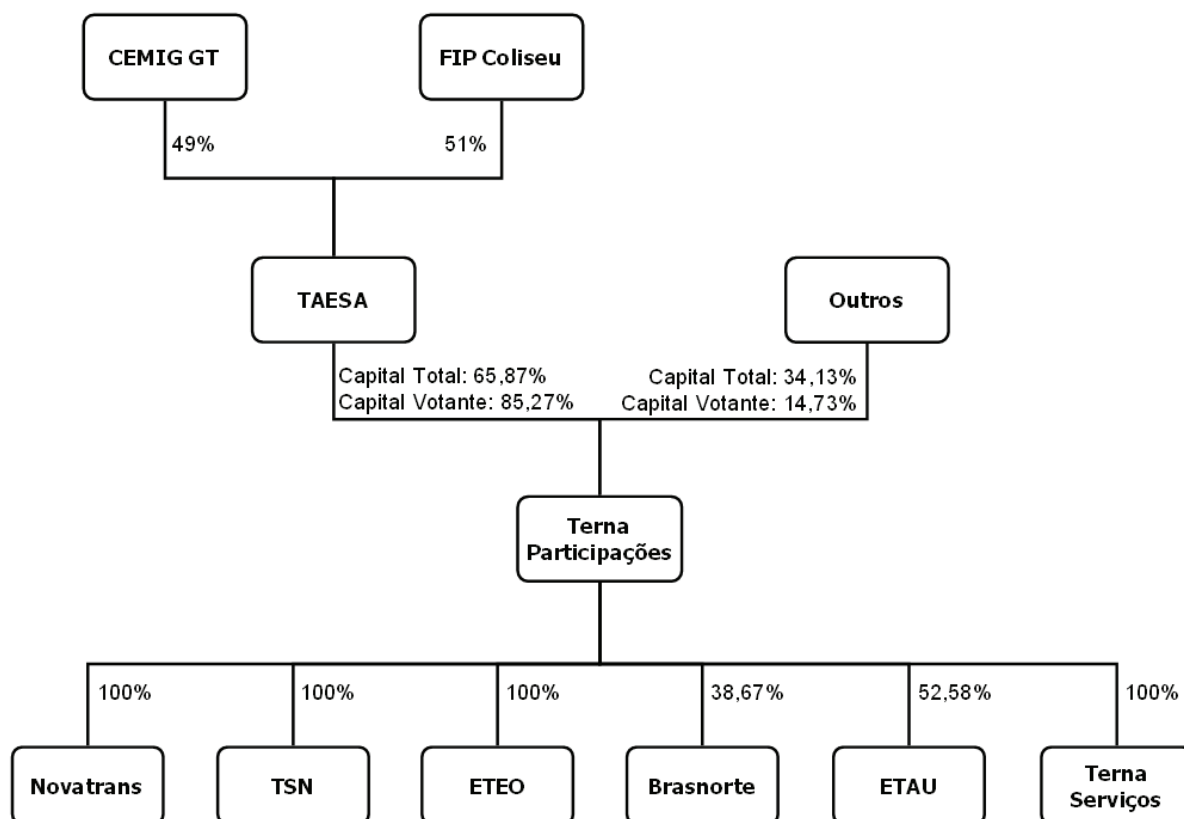 CEMIG GT
FIP Coliseu
49%
51%
TAESA
Outros
Capital Total: 65,87%
Capital Votante: 85,27%
Capital Total: 34,13%
Capital Votante: 14,73%
Terna
Participações
100%
100%
100%
38,67%
52,58%
100%
Novatrans
TSN
ETEO
Brasnorte
ETAU
Terna
Serviços